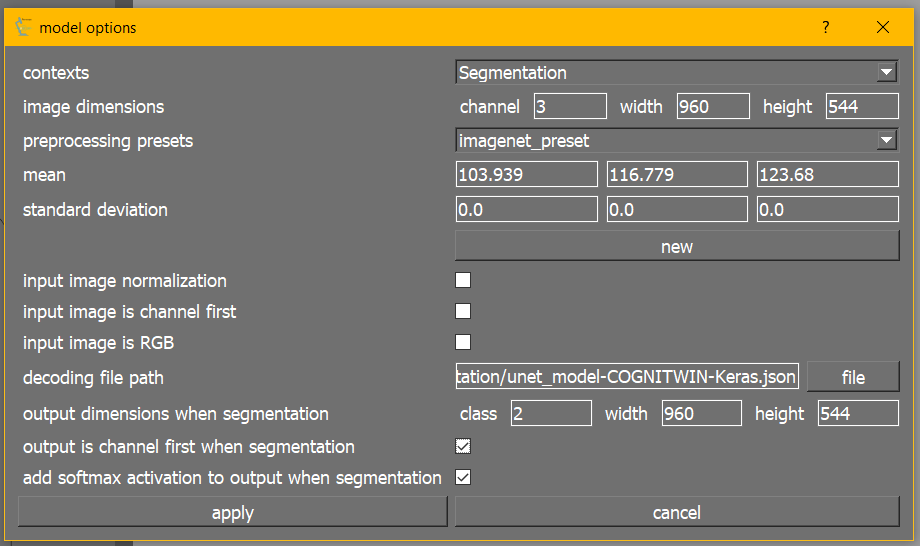 model options ?
contexts Segmentation
image dimensions channel 3 width 960 height 544
preprocessing presets imagenet_preset
mean 103.939 116.779 123.68
standard deviation 0.0 0.0 0.0
new
input image normalization
input image is channel first
input image is RGB
decoding file path tation/unet_model-COGNITWIN-Keras.json file
output dimensions when segmentation class 2 width 960 height 544
output is channel first when segmentation
add softmax activation to output when segmentation
apply cancel